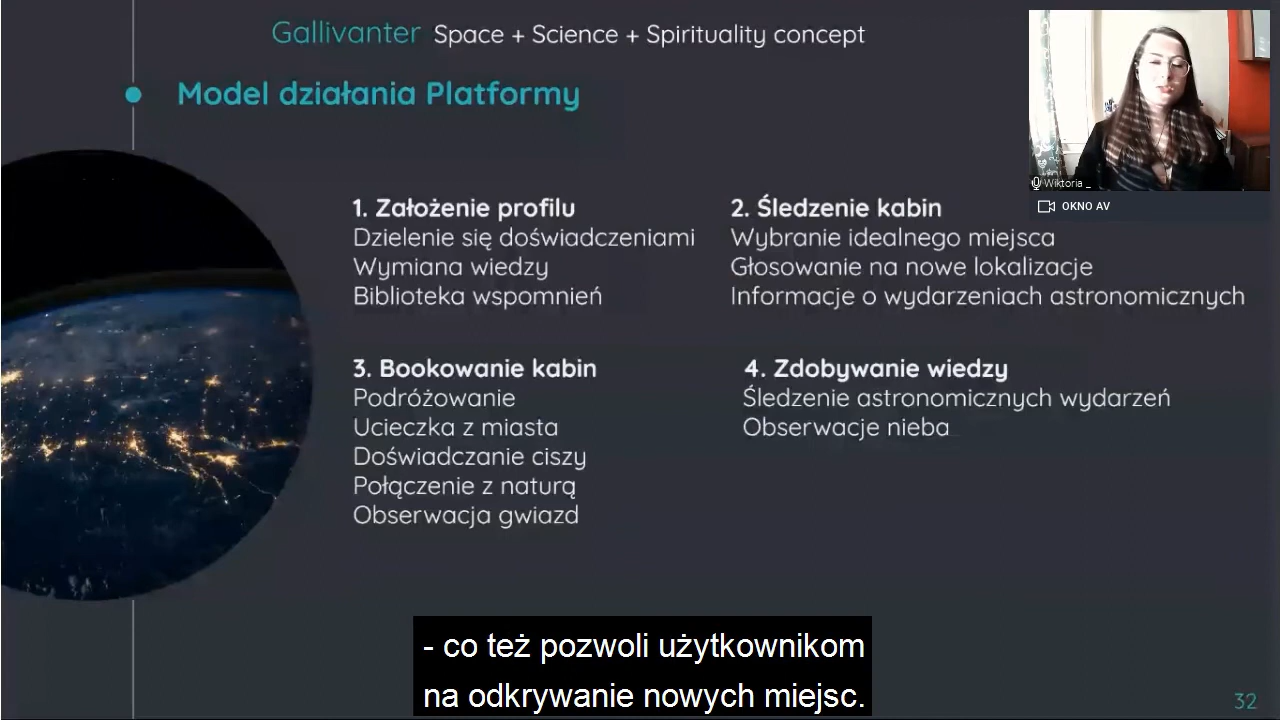 Gallivanter Space + Science + Spirituality concept
Model działania Platformy
Wiktoria _
OKNO AV
1. Założenie profilu
Dzielenie się doświadczeniami
Wymiana wiedzy
Biblioteka wspomnień
2. Śledzenie kabin
Wybranie idealnego miejsca
Głosowanie na nowe lokalizacje
Informacje o wydarzeniach astronomicznych
3. Bookowanie kabin
Podróżowanie
Ucieczka z miasta
Doświadczanie ciszy
Połączenie z naturą
Obserwacja gwiazd
4. Zdobywanie wiedzy
Śledzenie astronomicznych wydarzeń
Obserwacje nieba
- co też pozwoli użytkownikom
na odkrywanie nowych miejsc.
32